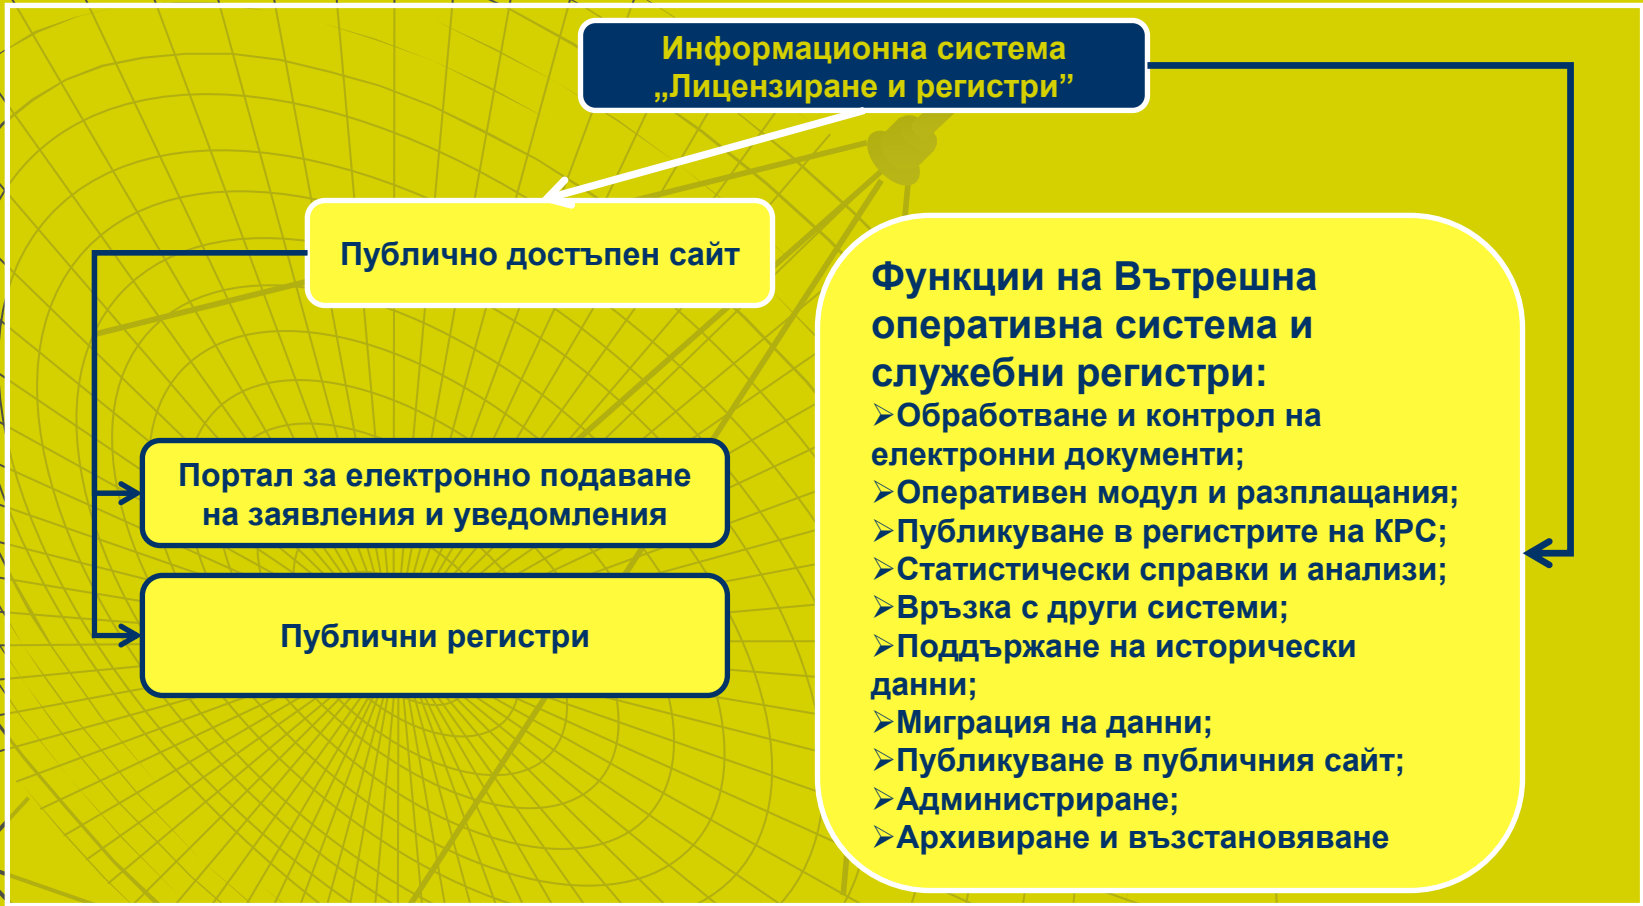 Информационна система
„Лицензиране и регистри”
Публично достъпен сайт
Портал за електронно подаване
на заявления и уведомления
Публични регистри
Функции на Вътрешна
оперативна система и
служебни регистри:
➢Обработване и контрол на
електронни документи;
➢Оперативен модул и разплащания;
➢Публикуване в регистрите на КРС;
➢Статистически справки и анализи;
➢Връзка с други системи;
➢Поддържане на исторически
данни;
➢Миграция на данни;
➢Публикуване в публичния сайт;
➢Администриране;
➢Архивиране и възстановяване